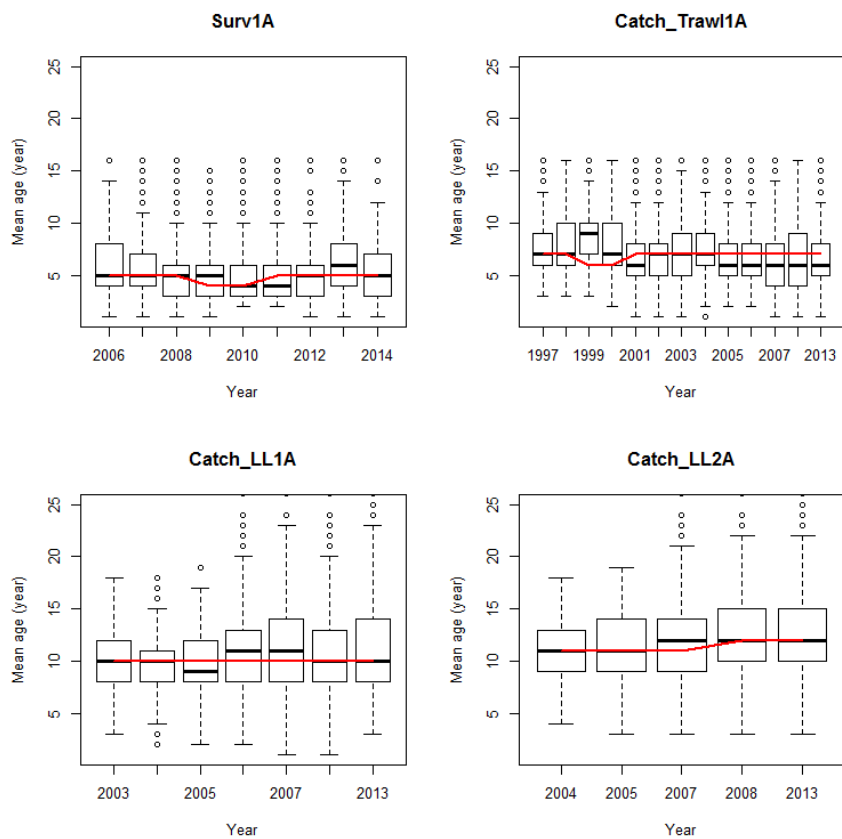 Surv1A
Mean age (year)
25
20
15
10
5
2006 2008 2010 2012 2014
Year
Catch_Trawl1A
Mean age (year)
25
20
15
10
5
1997 1999 2001 2003 2005 2007 2013
Year
Catch_LL1A
Mean age (year)
25
20
15
10
5
2003 2005 2007 2013
Year
Catch_LL2A
Mean age (year)
25
20
15
10
5
2004 2005 2007 2008 2013
Year